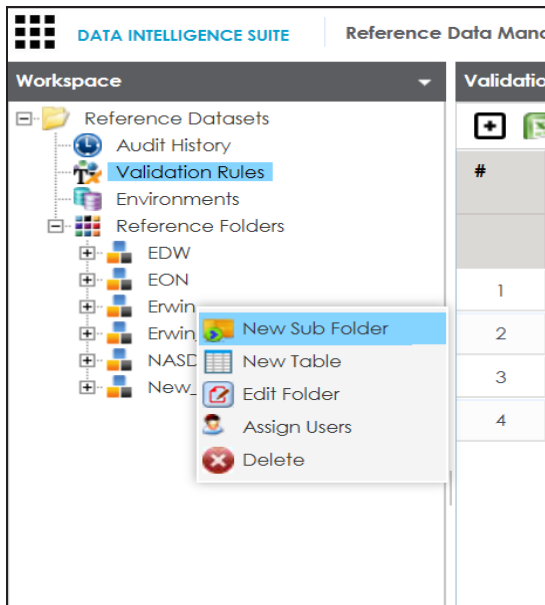 DATA INTELLIGENCE SUITE
Reference Data Mana
Workspace
Validatio
Reference Datasets
Audit History
#
Validation Rules
Environments
Reference Folders
EDW
EON
Erwin
1
Erwin_
New Sub Folder
2
NASD
New Table
3
New_
Edit Folder
4
Assign Users
Delete